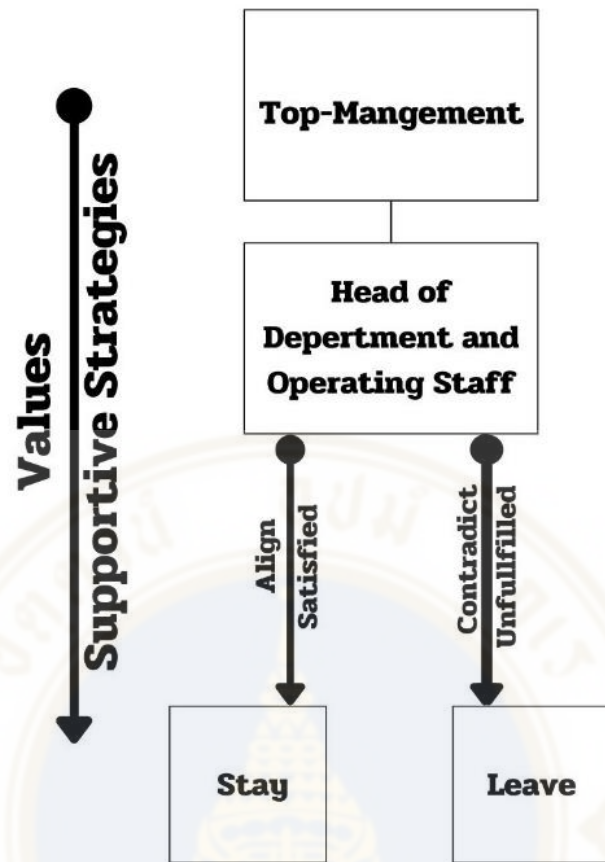 Top-Mangement
Values
Supportive Strategies
Head of
Depertment and
Operating Staff
Align
Satisfied
Contradict
Unfullfilled
Stay
Leave